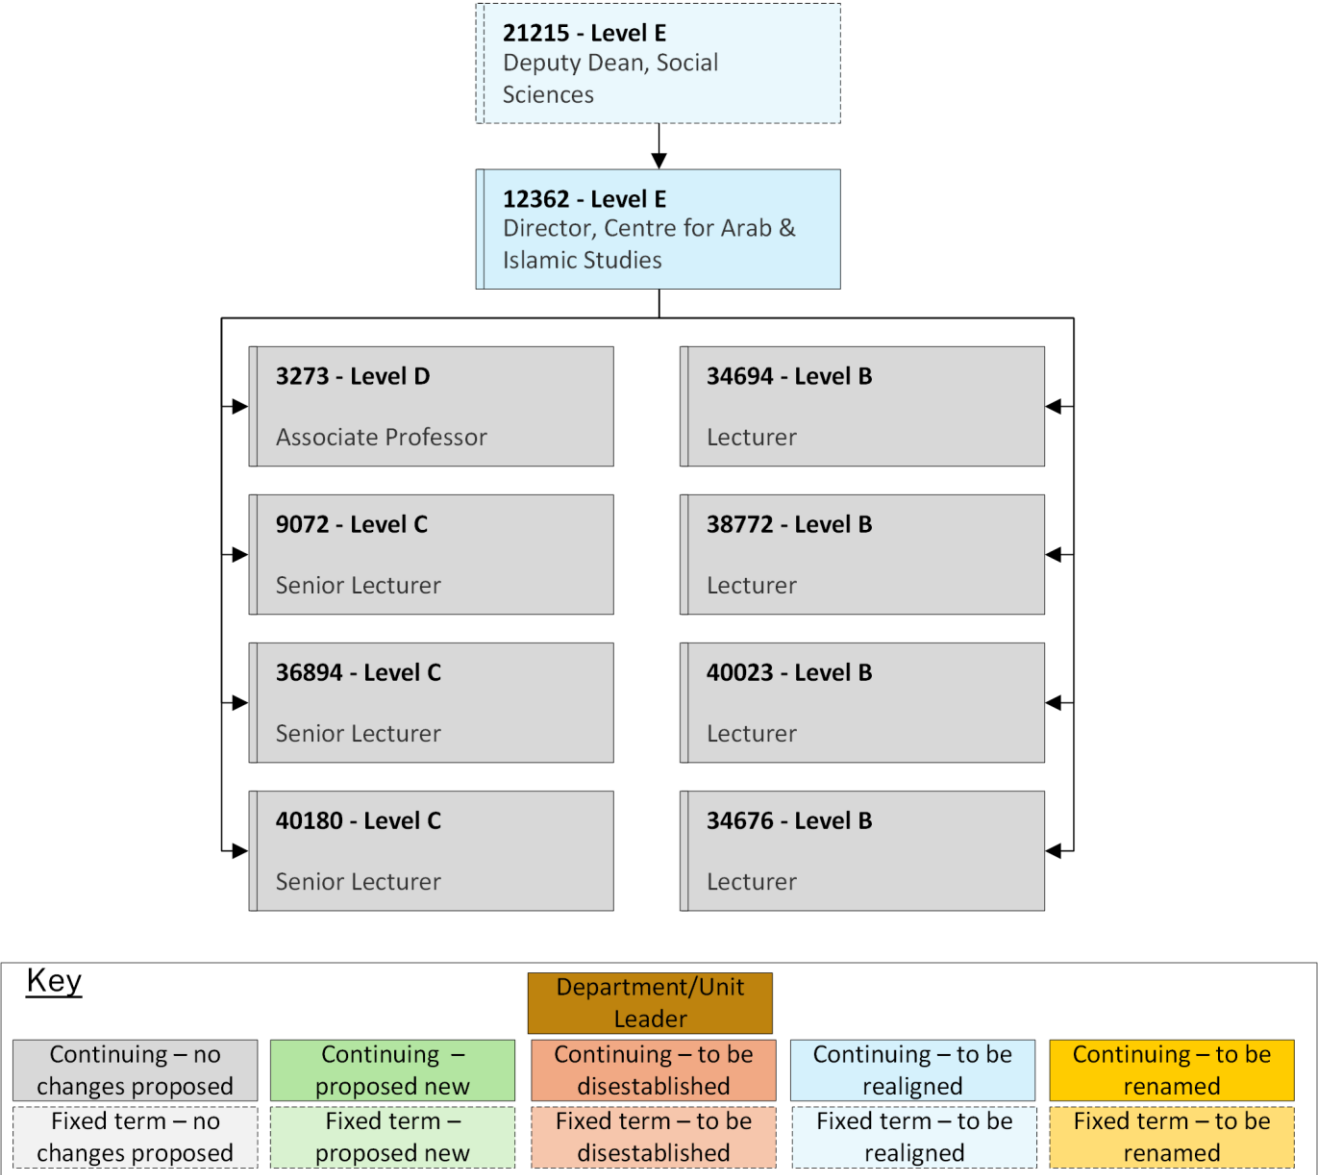 21215 - Level E
Deputy Dean, Social
Sciences
12362 - Level E
Director, Centre for Arab &
Islamic Studies
3273 - Level D
Associate Professor
34694 - Level B
Lecturer
9072 - Level C
Senior Lecturer
38772 - Level B
Lecturer
36894 - Level C
Senior Lecturer
40023 - Level B
Lecturer
40180 - Level C
Senior Lecturer
34676 - Level B
Lecturer
Key
Department/Unit
Leader
Continuing – no
changes proposed
Continuing –
proposed new
Continuing – to be
disestablished
Continuing – to be
realigned
Continuing – to be
renamed
Fixed term – no
changes proposed
Fixed term –
proposed new
Fixed term – to be
disestablished
Fixed term – to be
realigned
Fixed term – to be
renamed